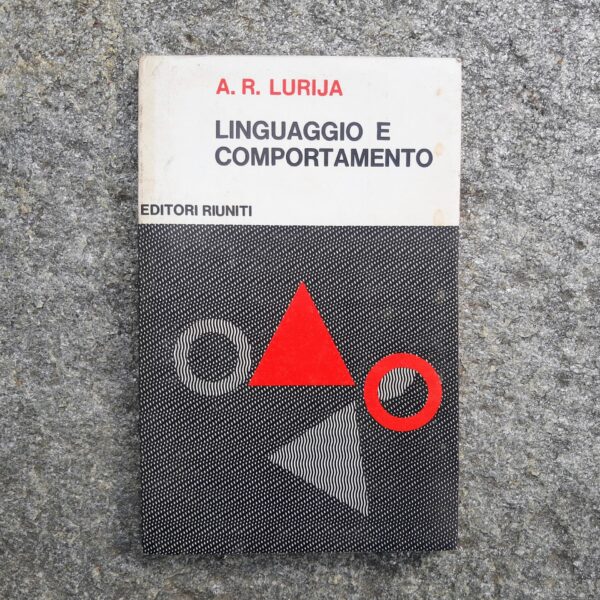 A. R. LURIJA
LINGUAGGIO E
COMPORTAMENTO
EDITORI RIUNITI